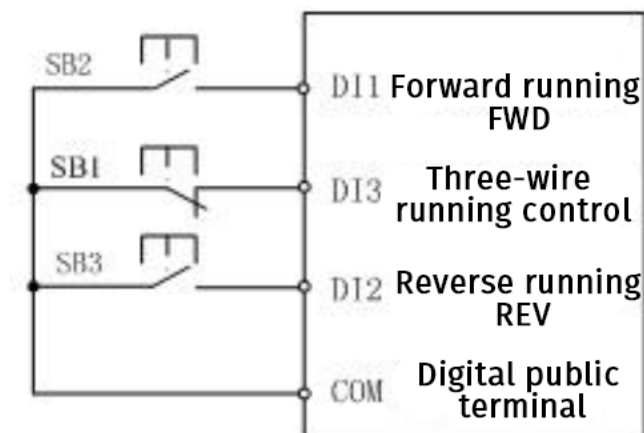 SB2
DI1 Forward running
FWD
SB1
DI3 Three-wire
running control
SB3
DI2 Reverse running
REV
COM Digital public
terminal